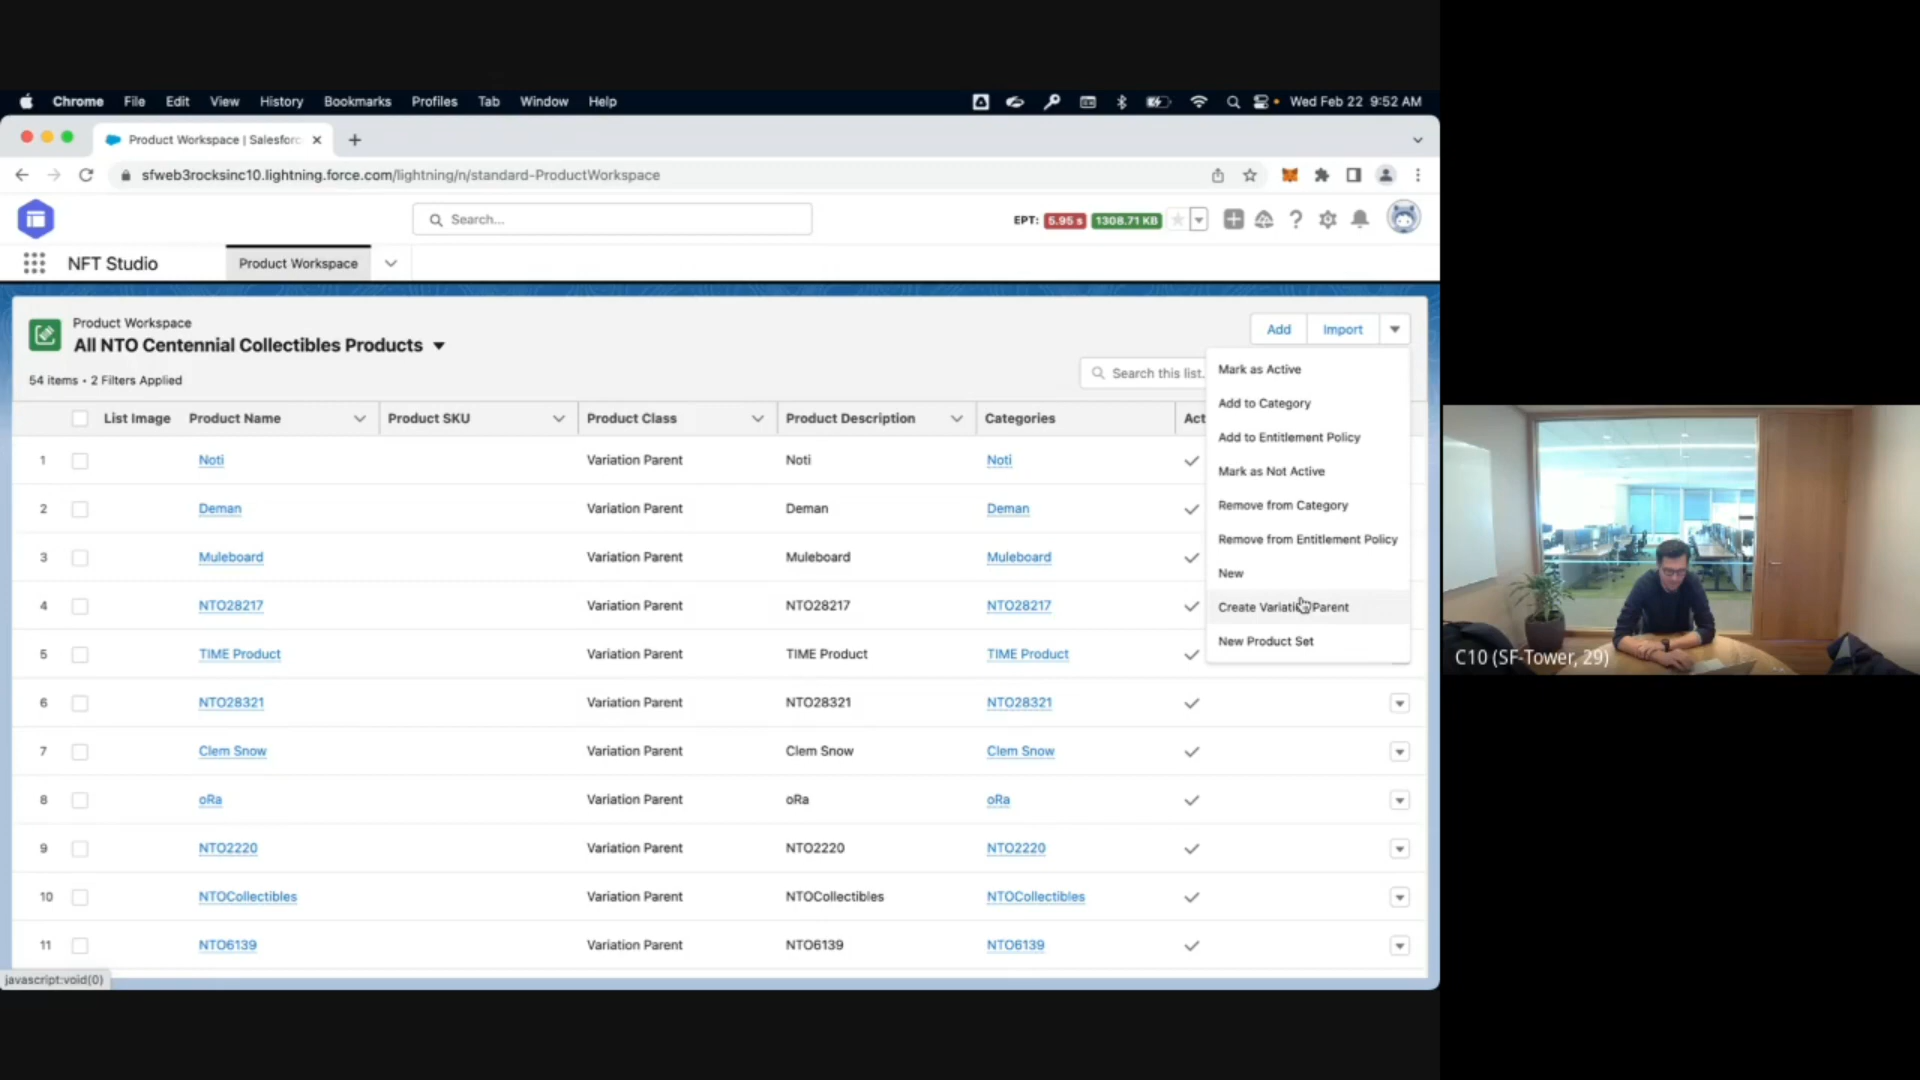 Chrome File Edit View History Bookmarks Profiles Tab Window Help Wed Feb 22 9:52 AM
Product Workspace | Salesforc
sfweb3rocksinc10.lightning.force.com/lightning/n/standard-ProductWorkspace
Search... EPT: 5.95 s 1308.71 KB
NFT Studio Product Workspace
Product Workspace
All NTO Centennial Collectibles Products
Add Import
54 items • 2 Filters Applied
Search this list.
List Image Product Name Product SKU Product Class Product Description Categories Act
1 Noti Variation Parent Noti Noti
2 Deman Variation Parent Deman Deman
3 Muleboard Variation Parent Muleboard Muleboard
4 NTO28217 Variation Parent NTO28217 NTO28217
5 TIME Product Variation Parent TIME Product TIME Product
6 NTO28321 Variation Parent NTO28321 NTO28321
7 Clem Snow Variation Parent Clem Snow Clem Snow
8 oRa Variation Parent oRa oRa
9 NTO2220 Variation Parent NTO2220 NTO2220
10 NTOCollectibles Variation Parent NTOCollectibles NTOCollectibles
11 NTO6139 Variation Parent NTO6139 NTO6139
Mark as Active
Add to Category
Add to Entitlement Policy
Mark as Not Active
Remove from Category
Remove from Entitlement Policy
New
Create Variation Parent
New Product Set
javascript:void(0)
C10 (SF-Tower, 29)